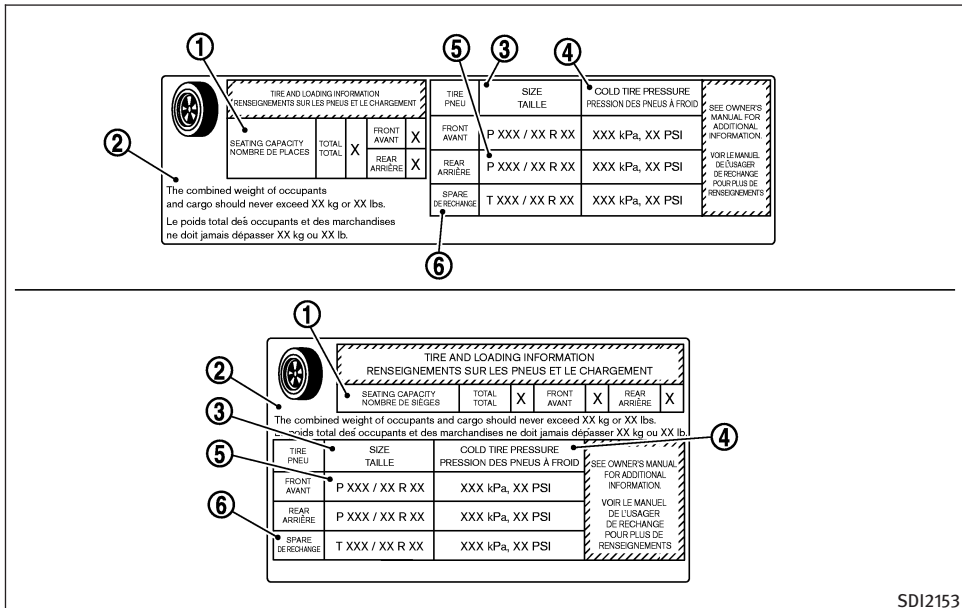 1
5
3
4
2
6
TIRE AND LOADING INFORMATION
RENSEIGNEMENTS SUR LES PNEUS ET LE CHARGEMENT
SEATING CAPACITY
NOMBRE DE PLACES
TOTAL
TOTAL
X
FRONT
AVANT
X
REAR
ARRIÈRE
X
The combined weight of occupants
and cargo should never exceed XX kg or XX lbs.
Le poids total des occupants et des marchandises
ne doit jamais dépasser XX kg ou XX lb.
TIRE
PNEU
SIZE
TAILLE
COLD TIRE PRESSURE
PRESSION DES PNEUS À FROID
FRONT
AVANT
P XXX / XX R XX
XXX kPa, XX PSI
REAR
ARRIÈRE
P XXX / XX R XX
XXX kPa, XX PSI
SPARE
DE RECHANGE
T XXX / XX R XX
XXX kPa, XX PSI
SEE OWNER'S
MANUAL FOR
ADDITIONAL
INFORMATION.
VOIR LE MANUEL
DE L'USAGER
DE RECHANGE
POUR PLUS DE
RENSEIGNEMENTS
1
2
3
5
6
4
TIRE AND LOADING INFORMATION
RENSEIGNEMENTS SUR LES PNEUS ET LE CHARGEMENT
SEATING CAPACITY
NOMBRE DE SIÈGES
TOTAL
TOTAL
X
FRONT
AVANT
X
REAR
ARRIÈRE
X
The combined weight of occupants and cargo should never exceed XX kg or XX lbs.
Le poids total des occupants et des marchandises ne doit jamais dépasser XX kg ou XX lb.
TIRE
PNEU
SIZE
TAILLE
COLD TIRE PRESSURE
PRESSION DES PNEUS À FROID
FRONT
AVANT
P XXX / XX R XX
XXX kPa, XX PSI
REAR
ARRIÈRE
P XXX / XX R XX
XXX kPa, XX PSI
SPARE
DE RECHANGE
T XXX / XX R XX
XXX kPa, XX PSI
SEE OWNER'S MANUAL
FOR ADDITIONAL
INFORMATION.
VOIR LE MANUEL
DE L'USAGER
DE RECHANGE
POUR PLUS DE
RENSEIGNEMENTS
SDI2153